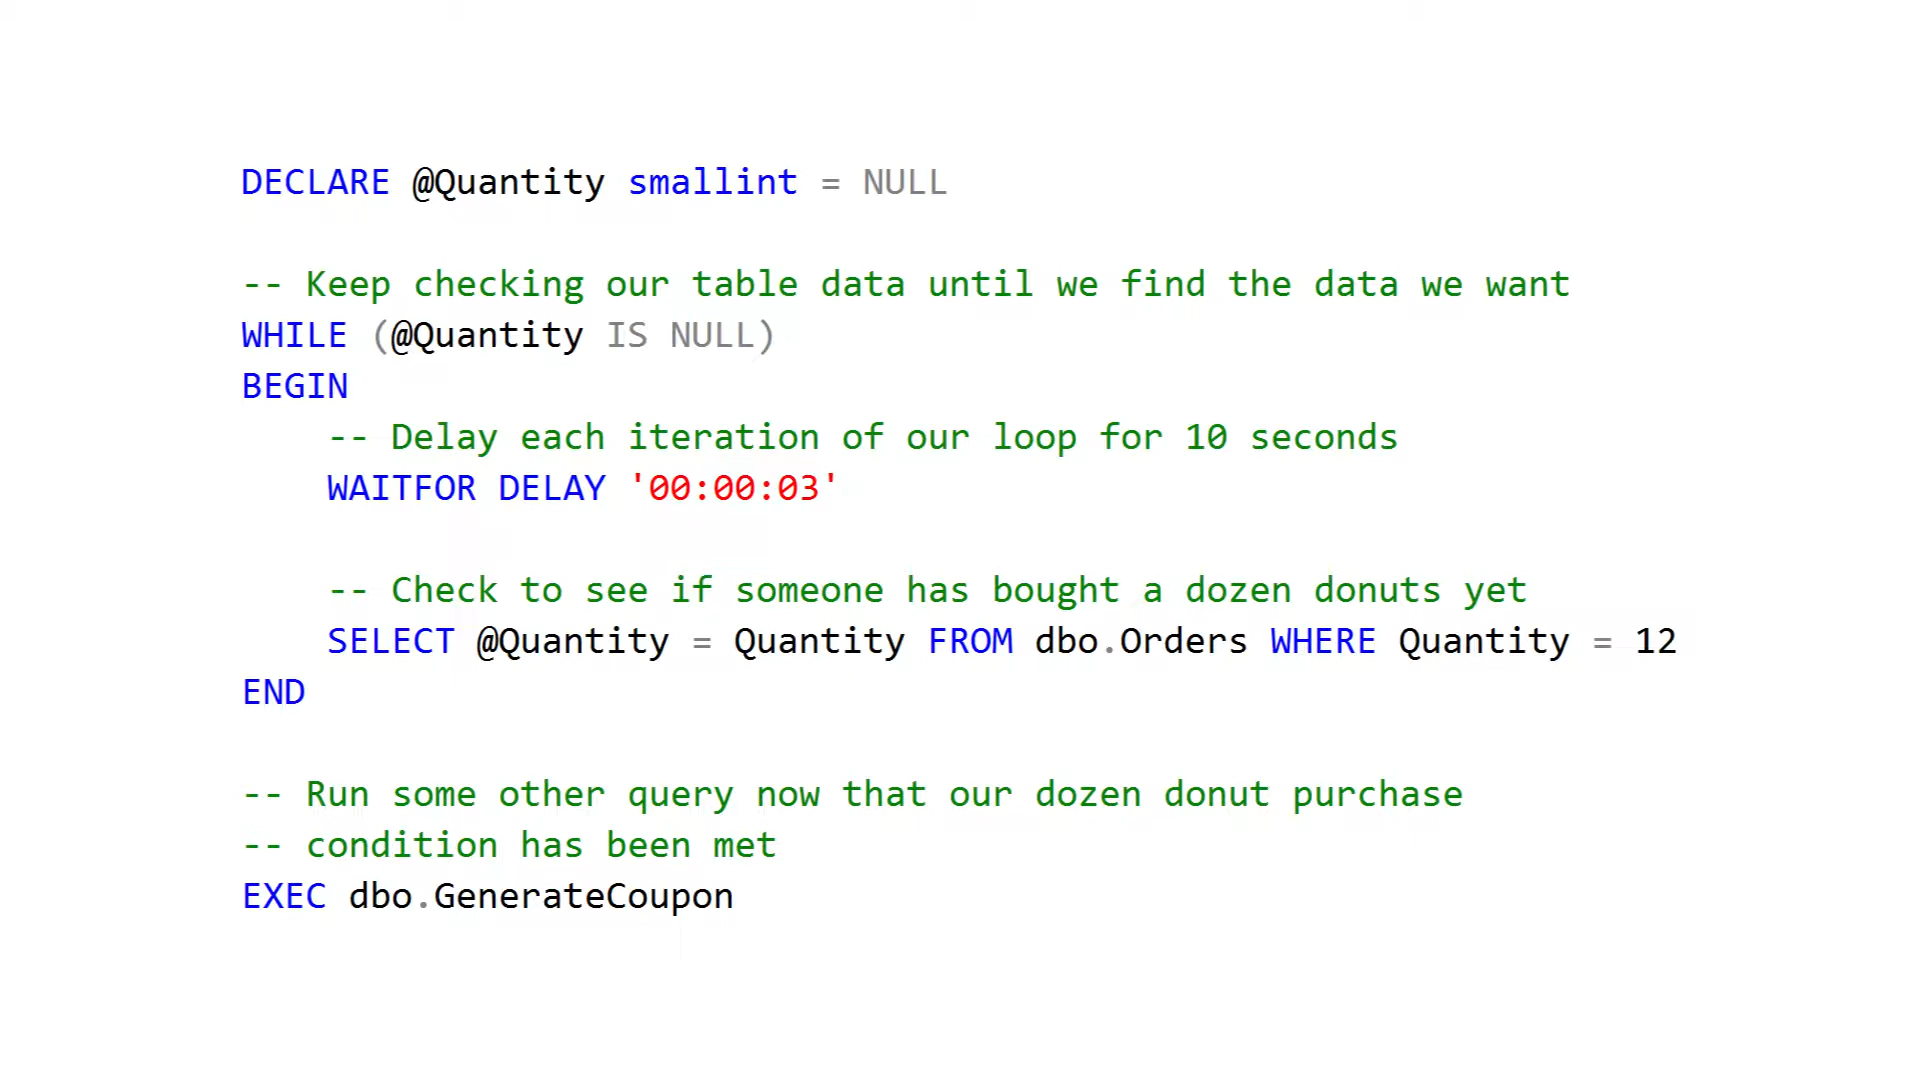 DECLARE @Quantity smallint = NULL
-- Keep checking our table data until we find the data we want
WHILE (@Quantity IS NULL)
BEGIN
-- Delay each iteration of our loop for 10 seconds
WAITFOR DELAY '00:00:03'
-- Check to see if someone has bought a dozen donuts yet
SELECT @Quantity = Quantity FROM dbo.Orders WHERE Quantity = 12
END
-- Run some other query now that our dozen donut purchase
-- condition has been met
EXEC dbo.GenerateCoupon